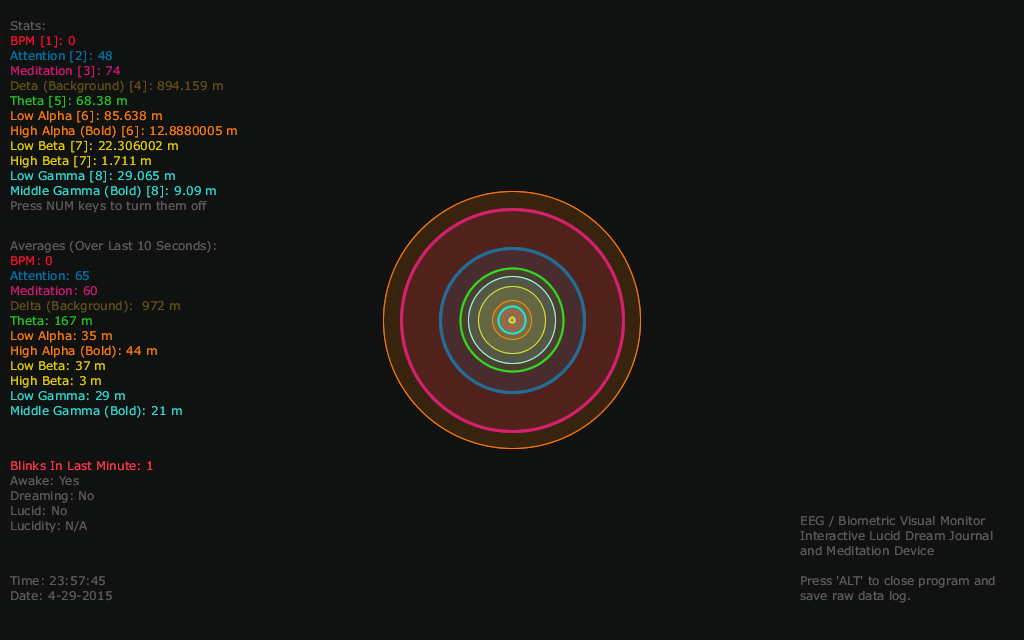 Stats:
BPM [1]: 0
Attention [2]: 48
Meditation [3]: 74
Deta (Background) [4]: 894.159 m
Theta [5]: 68.38 m
Low Alpha [6]: 85.638 m
High Alpha (Bold) [6]: 12.8880005 m
Low Beta [7]: 22.306002 m
High Beta [7]: 1.711 m
Low Gamma [8]: 29.065 m
Middle Gamma (Bold) [8]: 9.09 m
Press NUM keys to turn them off
Averages (Over Last 10 Seconds):
BPM: 0
Attention: 65
Meditation: 60
Delta (Background):  972 m
Theta: 167 m
Low Alpha: 35 m
High Alpha (Bold): 44 m
Low Beta: 37 m
High Beta: 3 m
Low Gamma: 29 m
Middle Gamma (Bold): 21 m
Blinks In Last Minute: 1
Awake: Yes
Dreaming: No
Lucid: No
Lucidity: N/A
Time: 23:57:45
Date: 4-29-2015
EEG / Biometric Visual Monitor
Interactive Lucid Dream Journal
and Meditation Device
Press 'ALT' to close program and
save raw data log.